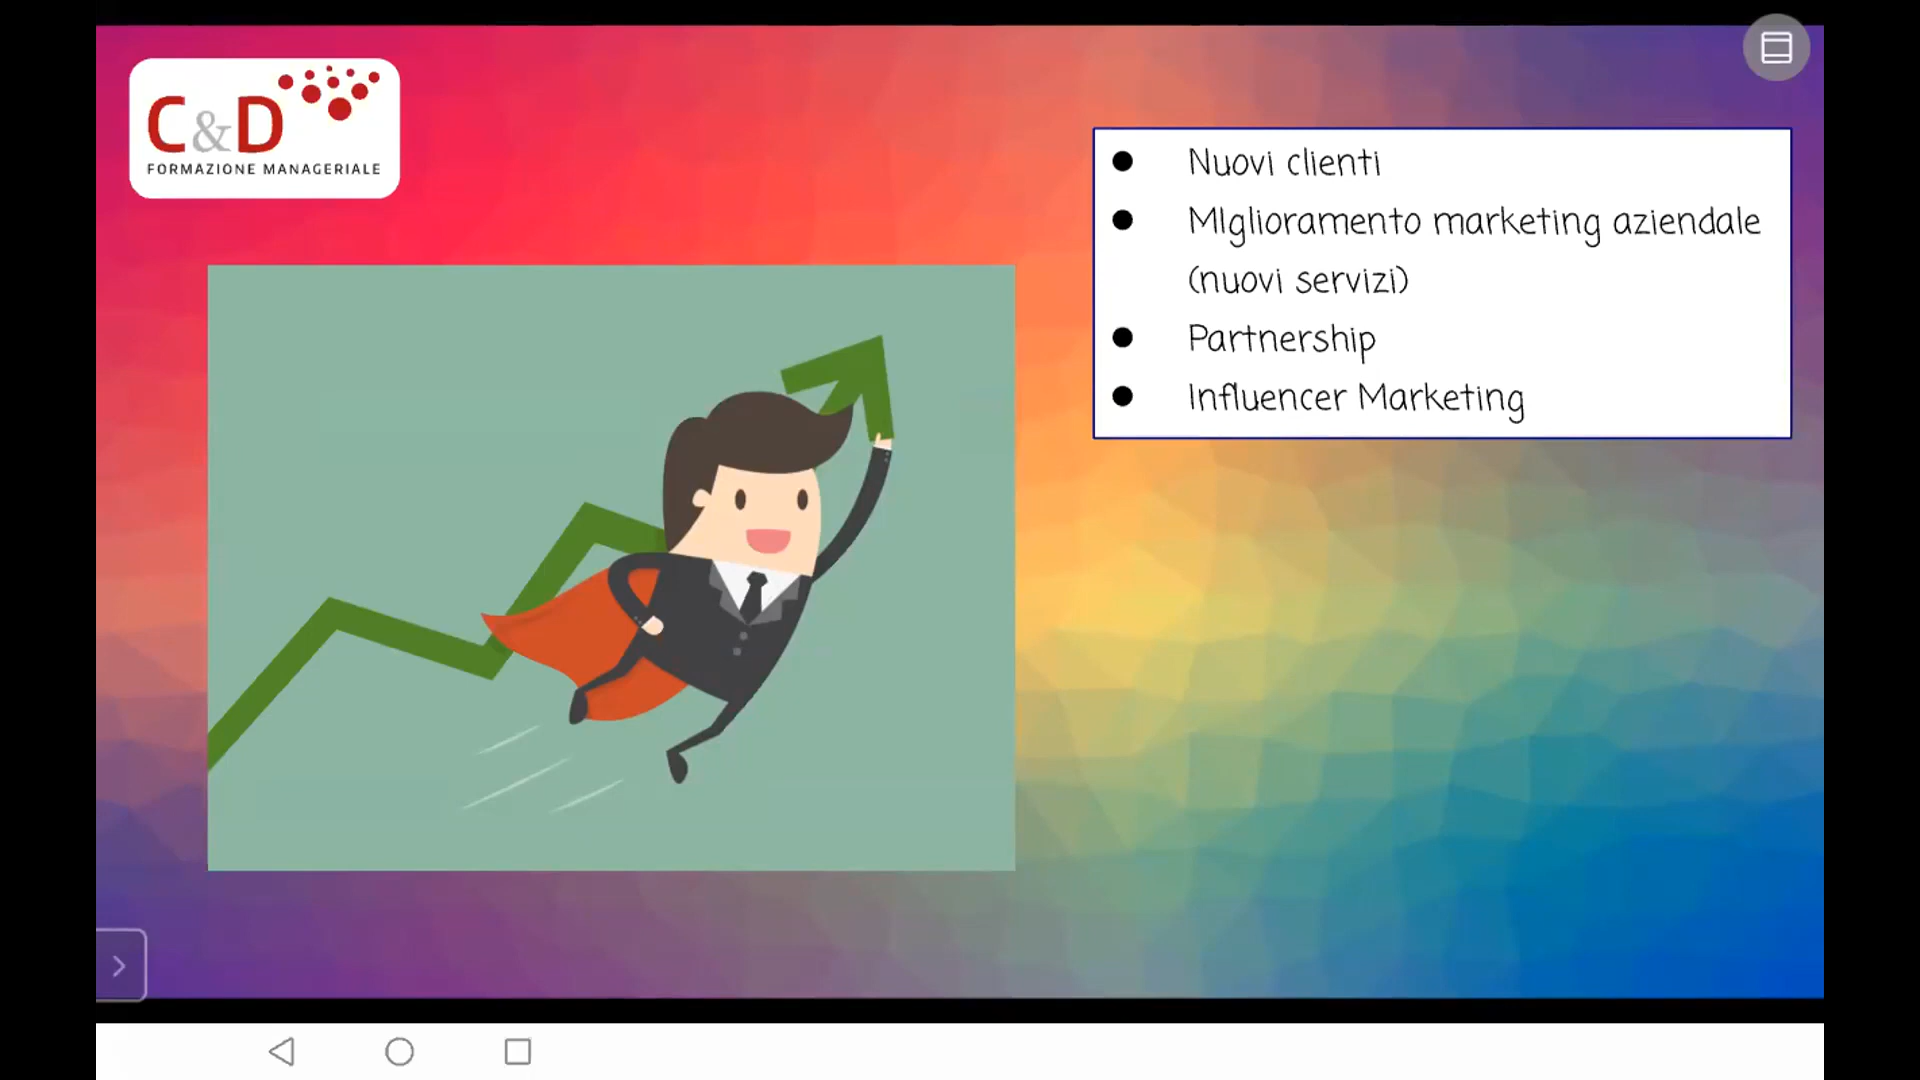 C&D
FORMAZIONE MANAGERIALE
● Nuovi clienti
● MIglioramento marketing aziendale
(nuovi servizi)
● Partnership
● Influencer Marketing